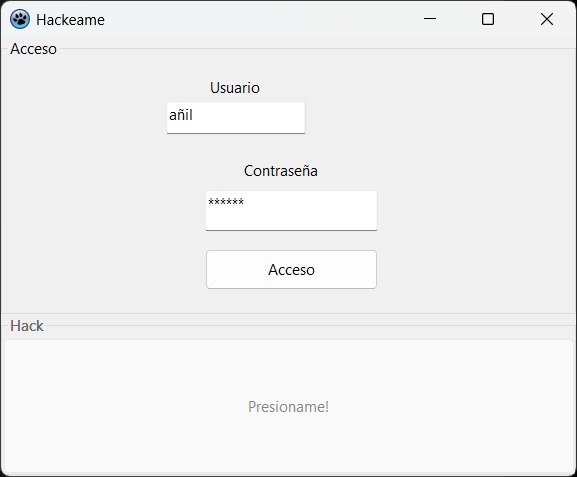 Hackeame
Acceso
Usuario
añil
Contraseña
******
Acceso
Hack
Presioname!